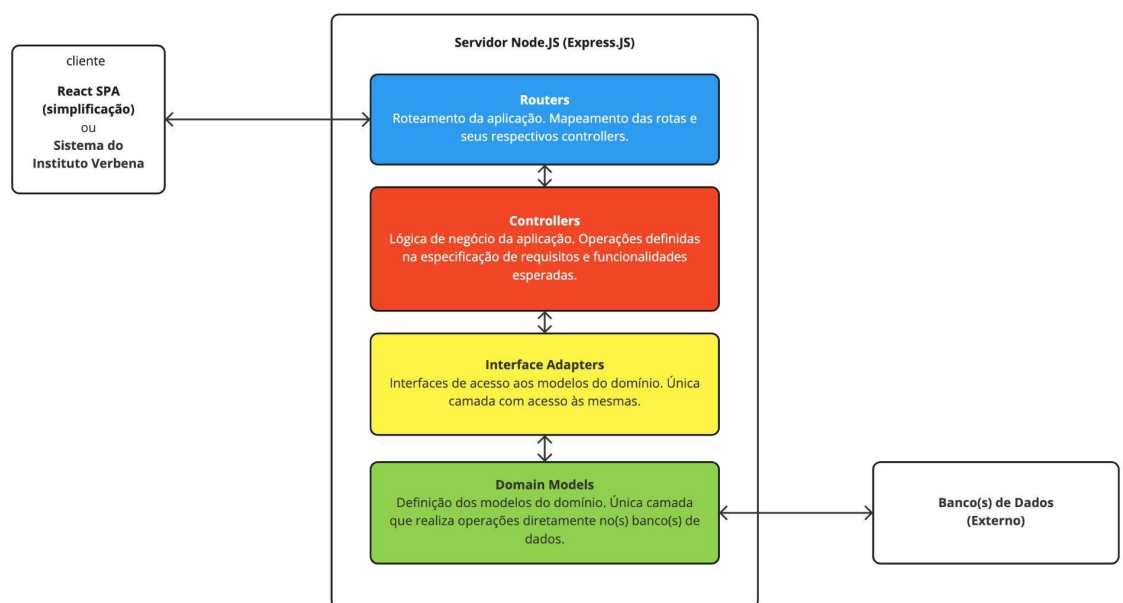 cliente
React SPA
(simplificação)
ou
Sistema do
Instituto Verbena
Servidor Node.JS (Express.JS)
Routers
Roteamento da aplicação. Mapeamento das rotas e
seus respectivos controllers.
Controllers
Lógica de negócio da aplicação. Operações definidas
na especificação de requisitos e funcionalidades
esperadas.
Interface Adapters
Interfaces de acesso aos modelos do domínio. Única
camada com acesso às mesmas.
Domain Models
Definição dos modelos do domínio. Única camada
que realiza operações diretamente no(s) banco(s) de
dados.
Banco(s) de Dados
(Externo)